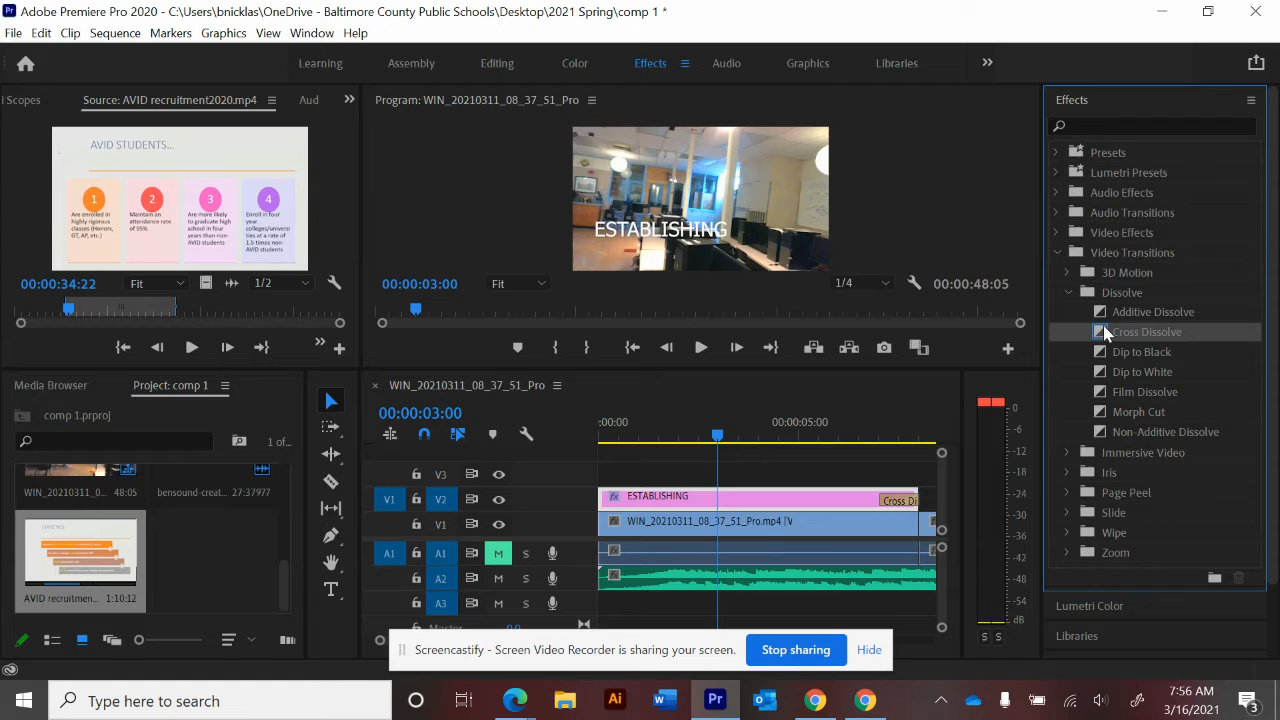 Adobe Premiere Pro 2020 - C:\Users\bricklas\OneDrive - Baltimore County Public Schools\Desktop\2021 Spring\comp 1 *
File Edit Clip Sequence Markers Graphics View Window Help
Learning Assembly Editing Color Effects Audio Graphics Libraries
l Scopes Source: AVID recruitment2020.mp4 Aud
Program: WIN_20210311_08_37_51_Pro
Effects
AVID STUDENTS...
1 2 3 4
Are enrolled in highly rigorous classes (Honors, GT, AP, etc.)
Maintain an attendance rate of 95%
Are more likely to graduate high school in four years than non-AVID students
Enroll in four year colleges/universities at a rate of 1.5 times non-AVID students
ESTABLISHING
00:00:34:22 Fit 1/2
00:00:03:00 Fit 1/4 00:00:48:05
Presets
Lumetri Presets
Audio Effects
Audio Transitions
Video Effects
Video Transitions
3D Motion
Dissolve
Additive Dissolve
Cross Dissolve
Dip to Black
Dip to White
Film Dissolve
Morph Cut
Non-Additive Dissolve
Immersive Video
Iris
Page Peel
Slide
Wipe
Zoom
Lumetri Color
Libraries
Media Browser Project: comp 1
comp 1.prproj
1 of...
WIN_20210311_0... 48:05 bensound-creat... 27:37977
AVID recruitmen... 1:10:12
WIN_20210311_08_37_51_Pro
00:00:03:00
:00:00 00:00:05:00
V3
V1 V2 ESTABLISHING Cross Di
V1 WIN_20210311_08_37_51_Pro.mp4 [V
A1 A1 M S
A2 M S
A3 M S
Master 0.0
0
-6
-12
-18
-24
-30
-36
-42
-48
-54
dB
S S
Screencastify - Screen Video Recorder is sharing your screen. Stop sharing Hide
Type here to search
7:56 AM
3/16/2021
3